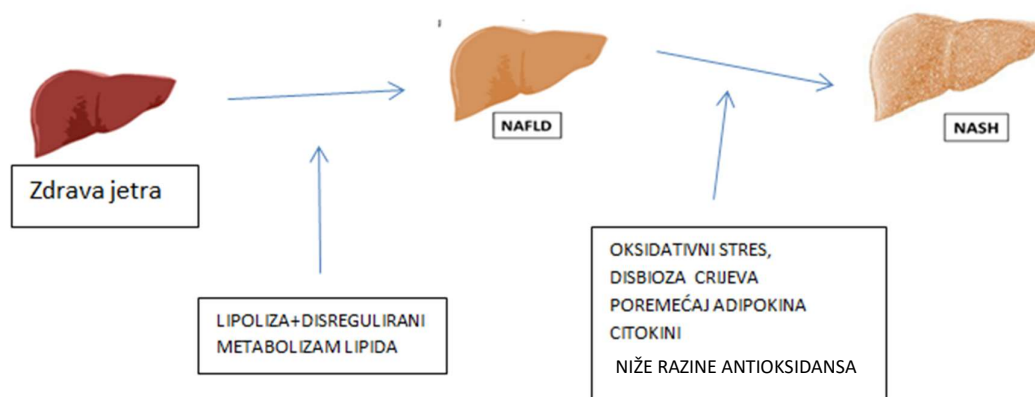 NAFLD
NASH
Zdrava jetra
LIPOLIZA+DISREGULIRANI
METABOLIZAM LIPIDA
OKSIDATIVNI STRES,
DISBIOZA CRIJEVA
POREMEĆAJ ADIPOKINA
CITOKINI
NIŽE RAZINE ANTIOKSIDANSA